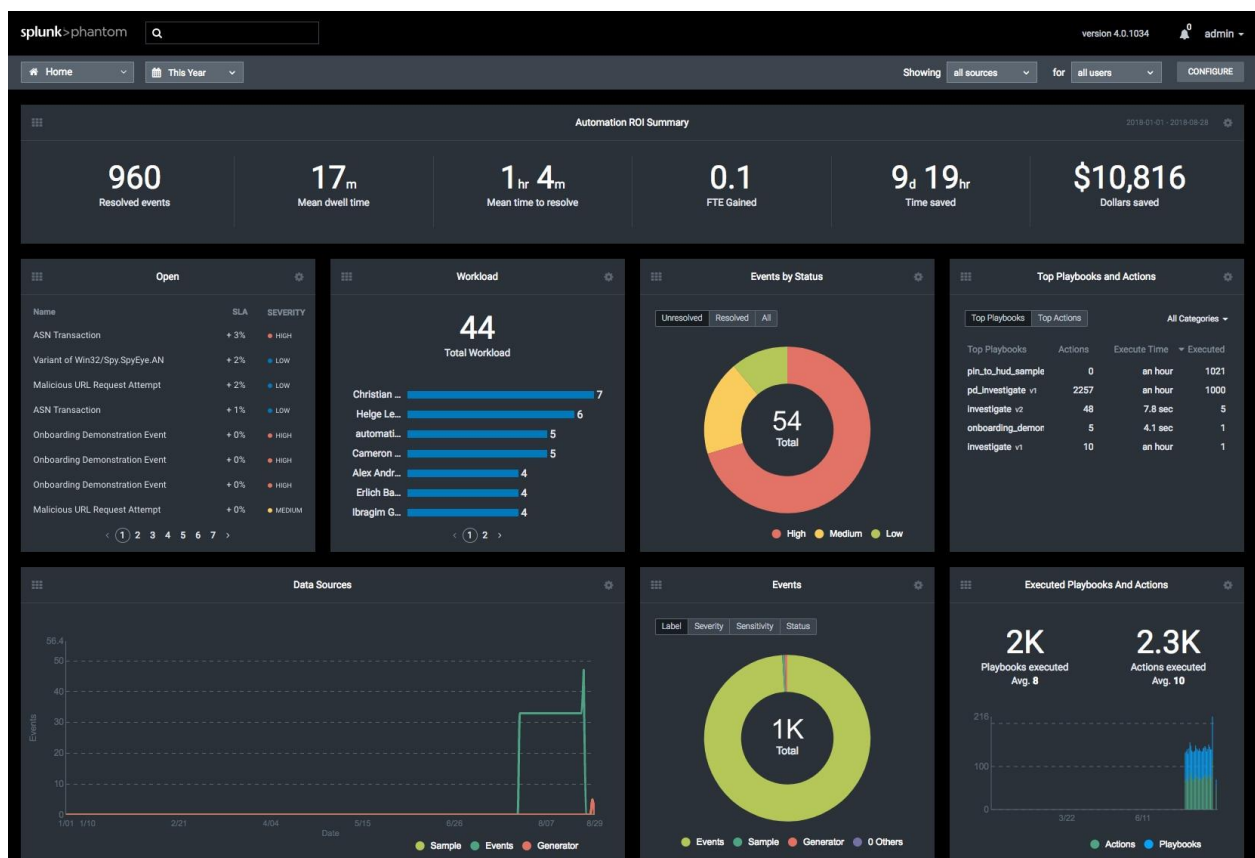 splunk>phantom
version 4.0.1034 0 admin
Home This Year Showing all sources for all users CONFIGURE
Automation ROI Summary 2018-01-01 - 2018-08-28
960 17m 1hr 4m 0.1 9d 19hr $10,816
Resolved events Mean dwell time Mean time to resolve FTE Gained Time saved Dollars saved
Open
Name SLA SEVERITY
ASN Transaction + 3% HIGH
Variant of Win32/Spy.SpyEye.AN + 2% LOW
Malicious URL Request Attempt + 2% LOW
ASN Transaction + 1% LOW
Onboarding Demonstration Event + 0% HIGH
Onboarding Demonstration Event + 0% HIGH
Onboarding Demonstration Event + 0% HIGH
Malicious URL Request Attempt + 0% MEDIUM
< 1 2 3 4 5 6 7 >
Workload
44
Total Workload
Christian ... 7
Helge Le... 6
automati... 5
Cameron ... 5
Alex Andr... 4
Erlich Ba... 4
Ibragim G... 4
< 1 2 >
Events by Status
Unresolved Resolved All
54
Total
High Medium Low
Top Playbooks and Actions
Top Playbooks Top Actions All Categories
Top Playbooks Actions Execute Time Executed
pin_to_hud_sample 0 an hour 1021
pd_investigate v1 2257 an hour 1000
investigate v2 48 7.8 sec 5
onboarding_demon 5 4.1 sec 1
investigate v1 10 an hour 1
Data Sources
56.4
50
40
30
20
10
0
Events
1/01 1/10 2/21 4/04 5/15 6/26 8/07 8/29
Date
Sample Events Generator
Events
Label Severity Sensitivity Status
1K
Total
Events Sample Generator 0 Others
Executed Playbooks And Actions
2K 2.3K
Playbooks executed Actions executed
Avg. 8 Avg. 10
216
100
0
3/22 6/11
Actions Playbooks